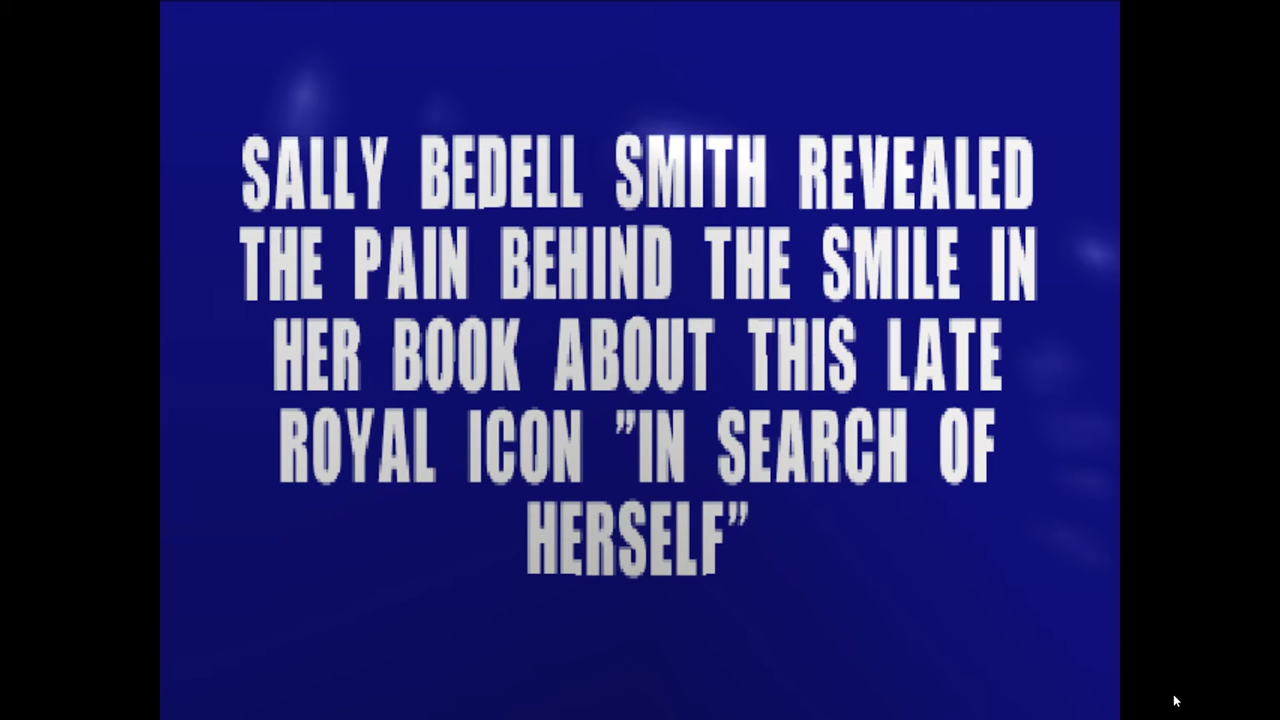 SALLY BEDELL SMITH REVEALED
THE PAIN BEHIND THE SMILE IN
HER BOOK ABOUT THIS LATE
ROYAL ICON "IN SEARCH OF
HERSELF"